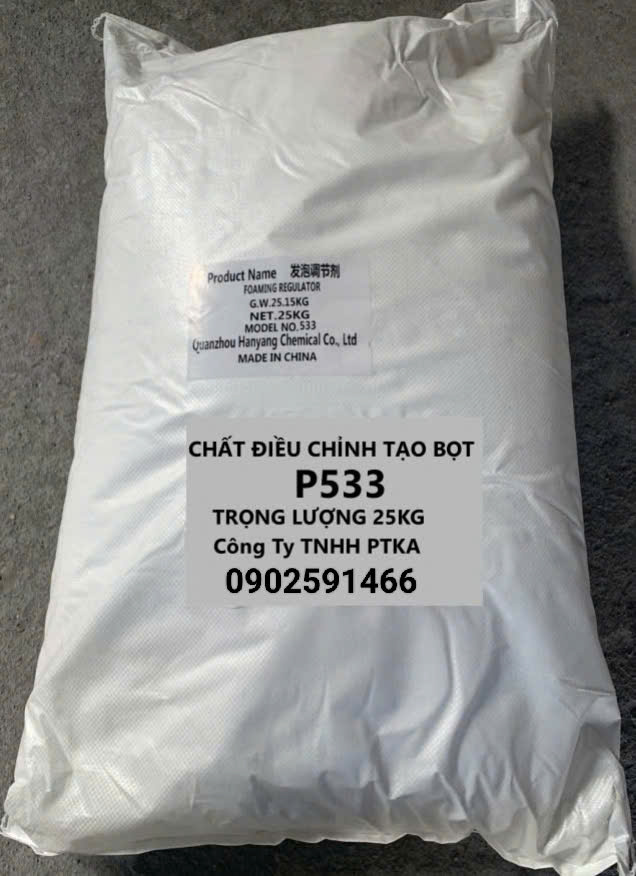 Product Name 发泡调节剂
FOAMING REGULATOR
G.W.25.15KG
NET.25KG
MODEL NO.533
Quanzhou Hanyang Chemical Co., Ltd
MADE IN CHINA
CHẤT ĐIỀU CHỈNH TẠO BỌT
P533
TRỌNG LƯỢNG 25KG
Công Ty TNHH PTKA
0902591466